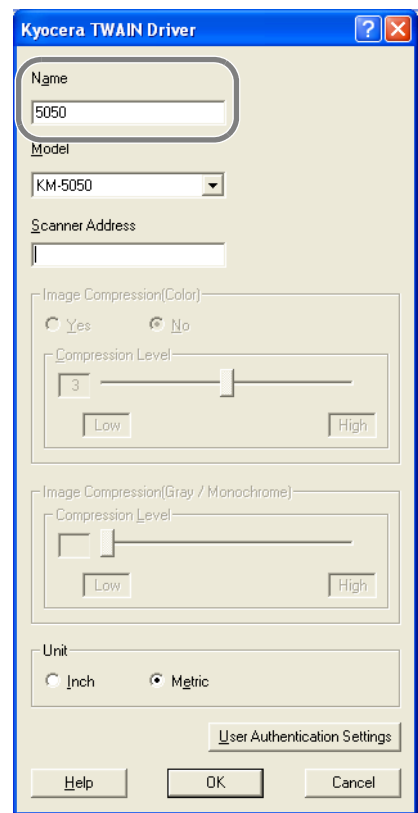 Kyocera TWAIN Driver
Name
5050
Model
KM-5050
Scanner Address
Image Compression(Color)
Yes No
Compression Level
3
Low High
Image Compression(Gray / Monochrome)
Compression Level
Low High
Unit
Inch Metric
User Authentication Settings
Help OK Cancel